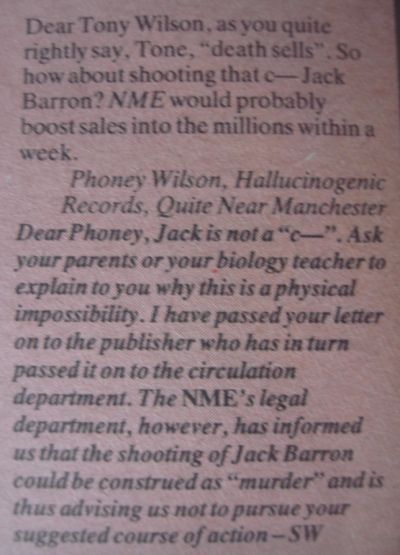 Dear Tony Wilson, as you quite
rightly say, Tone, “death sells”. So
how about shooting that c— Jack
Barron? NME would probably
boost sales into the millions within a
week.
Phoney Wilson, Hallucinogenic
Records, Quite Near Manchester
Dear Phoney, Jack is not a “c—”. Ask
your parents or your biology teacher to
explain to you why this is a physical
impossibility. I have passed your letter
on to the publisher who has in turn
passed it on to the circulation
department. The NME’s legal
department, however, has informed
us that the shooting of Jack Barron
could be construed as “murder” and is
thus advising us not to pursue your
suggested course of action – SW